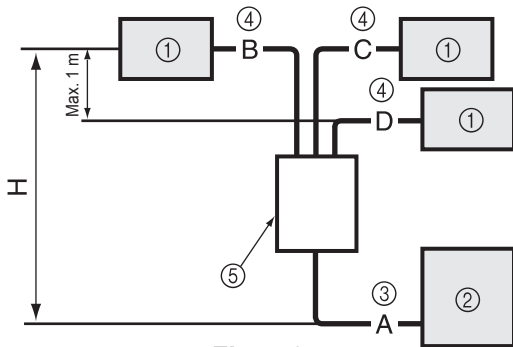 ④ ④
① B C ①
Max. 1 m
④
D ①
H
⑤
③
A ②